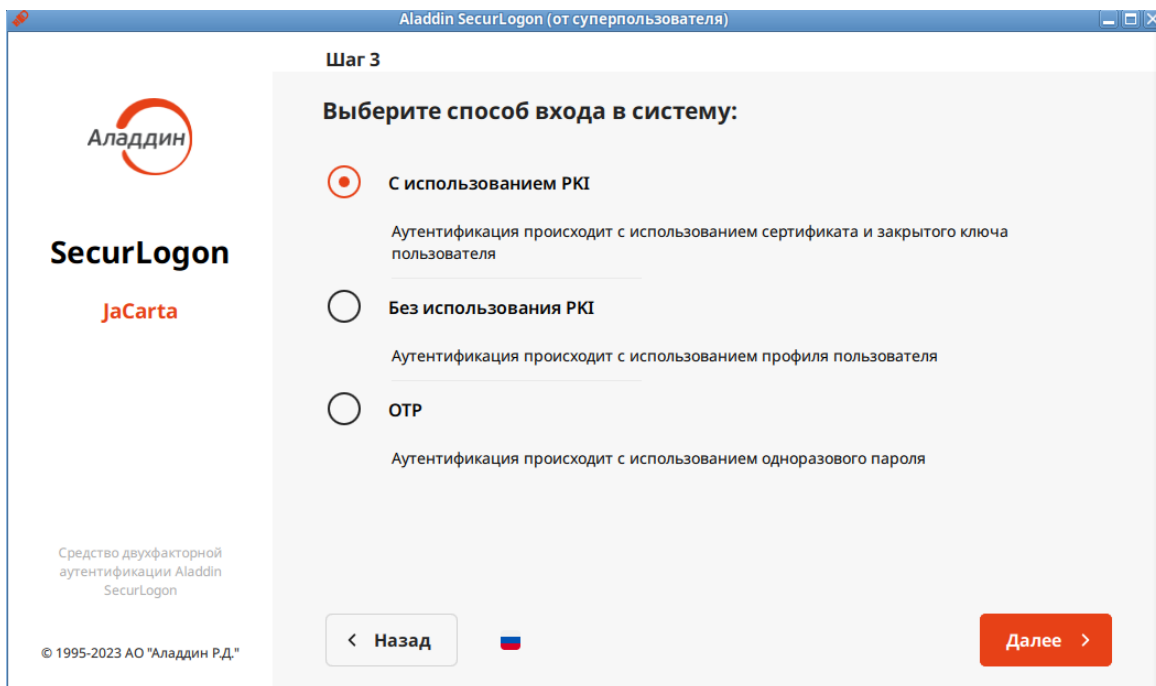 Aladdin SecurLogon (от суперпользователя)
Шаг 3
Аладдин
SecurLogon
JaCarta
Средство двухфакторной
аутентификации Aladdin
SecurLogon
© 1995-2023 АО "Аладдин Р.Д."
Выберите способ входа в систему:
С использованием PKI
Аутентификация происходит с использованием сертификата и закрытого ключа
пользователя
Без использования PKI
Аутентификация происходит с использованием профиля пользователя
OTP
Аутентификация происходит с использованием одноразового пароля
Назад
Далее